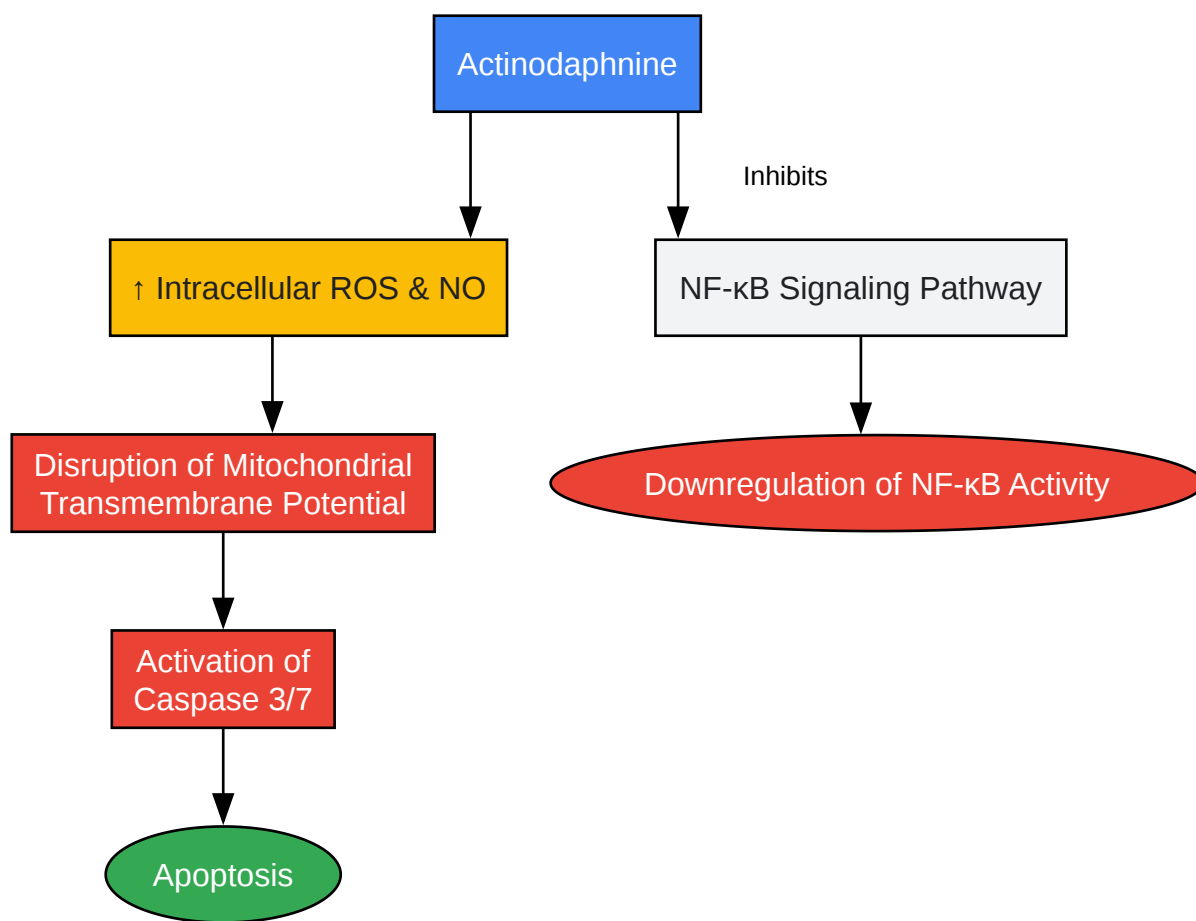 Actinodaphnine
Inhibits
↑ Intracellular ROS & NO
NF-κB Signaling Pathway
Disruption of Mitochondrial
Transmembrane Potential
Downregulation of NF-κB Activity
Activation of
Caspase 3/7
Apoptosis